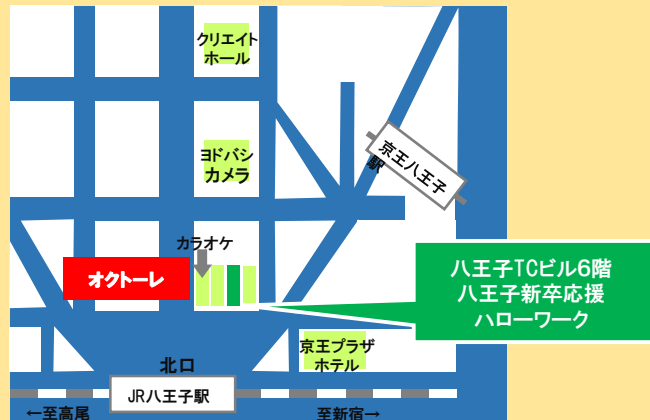 クリエイト
ホール
ヨドバシ
カメラ
京王八王子
駅
カラオケ
オクトーレ
八王子TCビル6階
八王子新卒応援
ハローワーク
京王プラザ
ホテル
北口
JR八王子駅
←至高尾
至新宿→